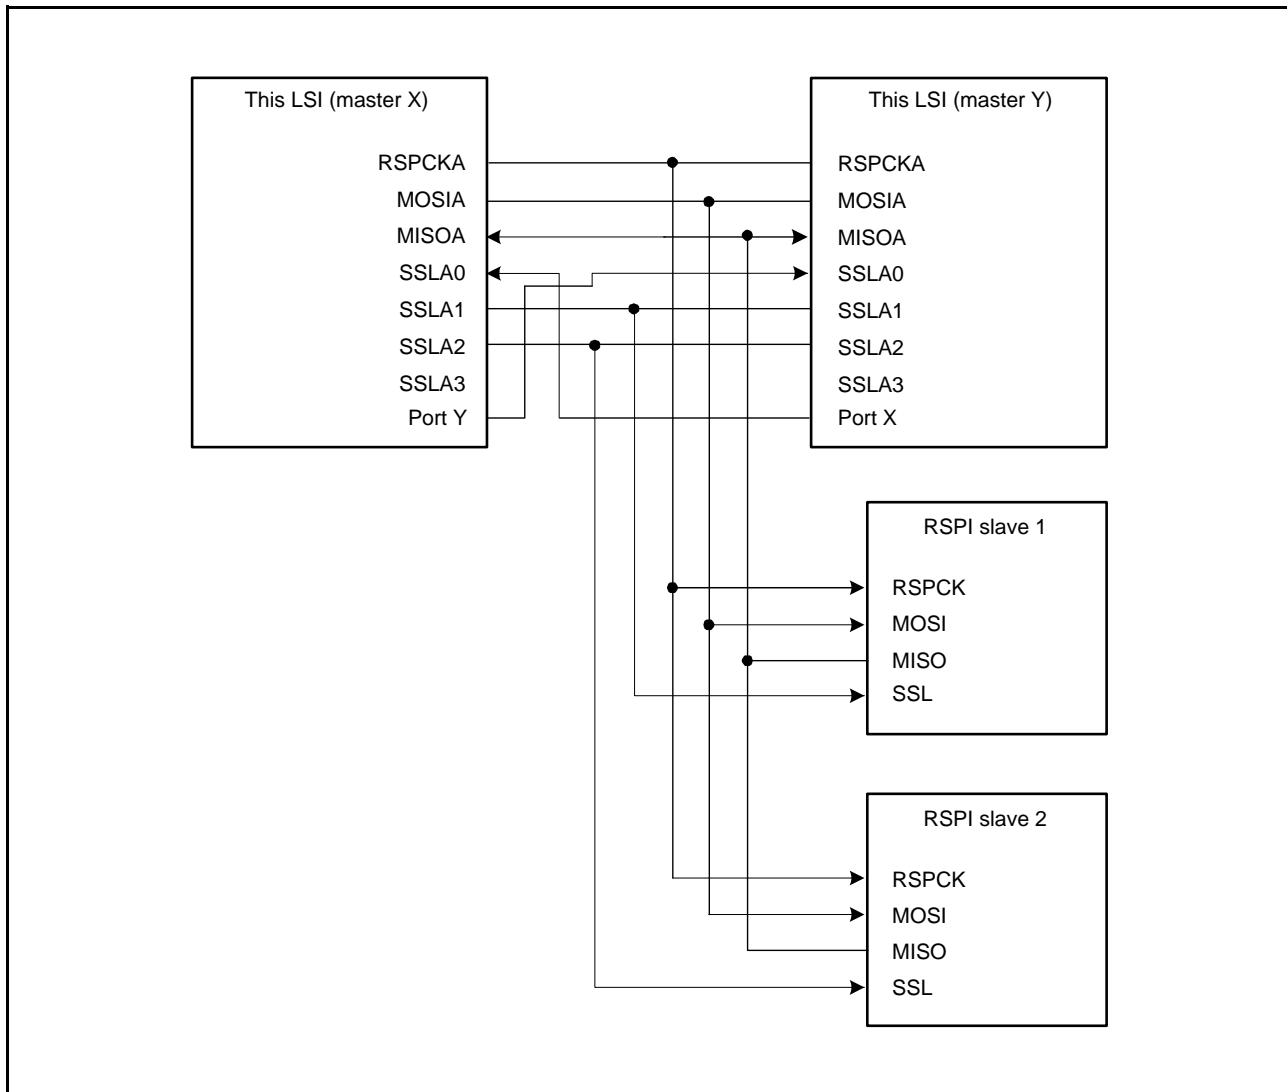 This LSI (master X)
RSPCKA
MOSIA
MISOA
SSLA0
SSLA1
SSLA2
SSLA3
Port Y
This LSI (master Y)
RSPCKA
MOSIA
MISOA
SSLA0
SSLA1
SSLA2
SSLA3
Port X
RSPI slave 1
RSPCK
MOSI
MISO
SSL
RSPI slave 2
RSPCK
MOSI
MISO
SSL